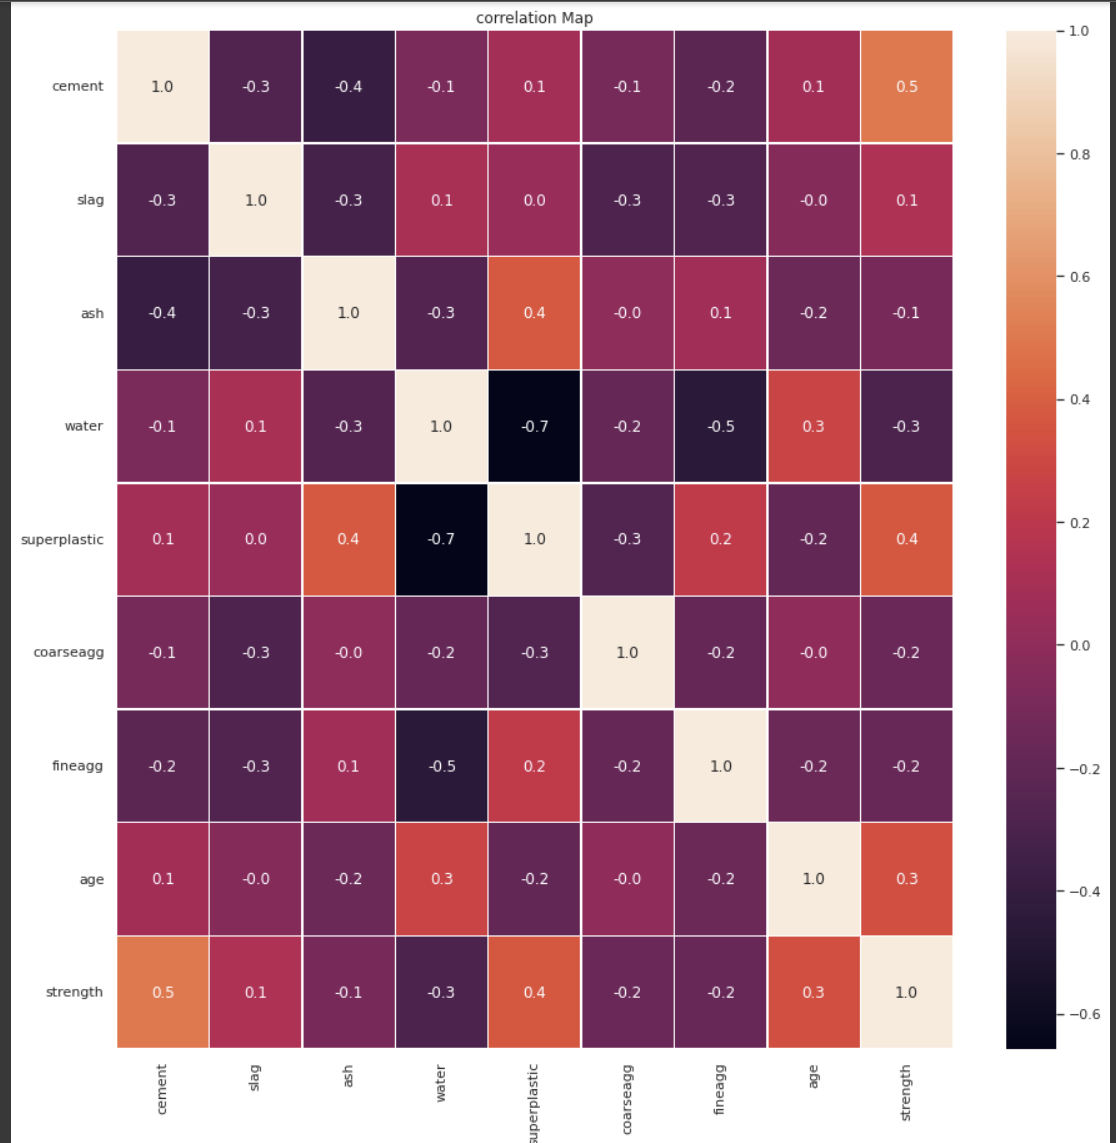 correlation Map
cement 1.0 -0.3 -0.4 -0.1 0.1 -0.1 -0.2 0.1 0.5
slag -0.3 1.0 -0.3 0.1 0.0 -0.3 -0.3 -0.0 0.1
ash -0.4 -0.3 1.0 -0.3 0.4 -0.0 0.1 -0.2 -0.1
water -0.1 0.1 -0.3 1.0 -0.7 -0.2 -0.5 0.3 -0.3
superplastic 0.1 0.0 0.4 -0.7 1.0 -0.3 0.2 -0.2 0.4
coarseagg -0.1 -0.3 -0.0 -0.2 -0.3 1.0 -0.2 -0.0 -0.2
fineagg -0.2 -0.3 0.1 -0.5 0.2 -0.2 1.0 -0.2 -0.2
age 0.1 -0.0 -0.2 0.3 -0.2 -0.0 -0.2 1.0 0.3
strength 0.5 0.1 -0.1 -0.3 0.4 -0.2 -0.2 0.3 1.0
cement
slag
ash
water
superplastic
coarseagg
fineagg
age
strength
1.0
0.8
0.6
0.4
0.2
0.0
−0.2
−0.4
−0.6